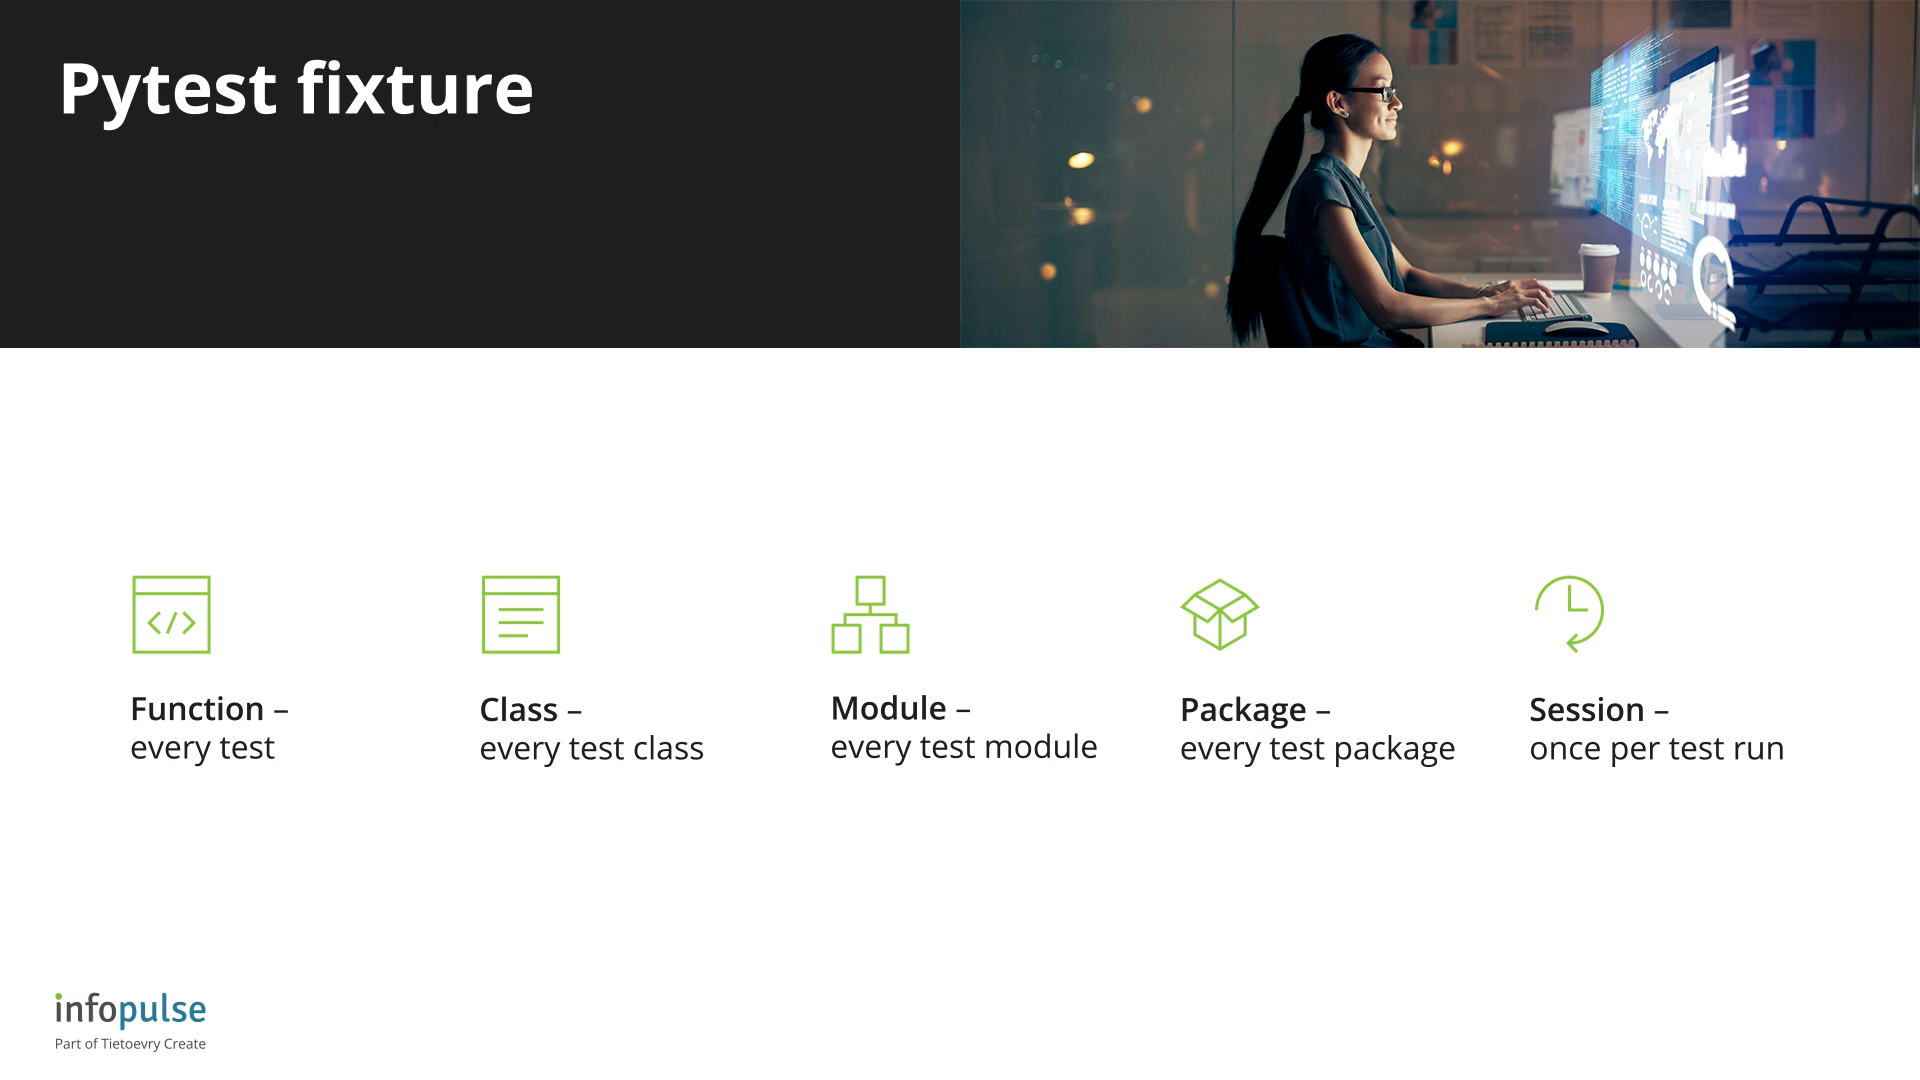 Pytest fixture
Function –
every test
Class –
every test class
Module –
every test module
Package –
every test package
Session –
once per test run
infopulse
Part of Tietoevry Create